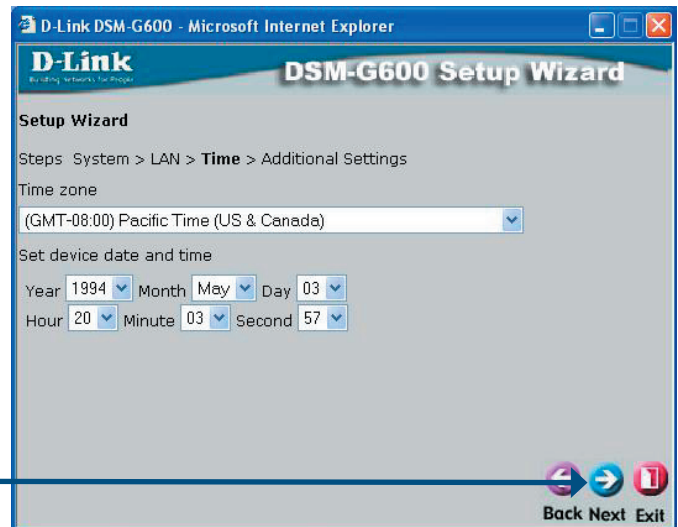 D-Link DSM-G600 - Microsoft Internet Explorer
D-Link
Building Networks for People
DSM-G600 Setup Wizard
Setup Wizard
Steps System > LAN > Time > Additional Settings
Time zone
(GMT-08:00) Pacific Time (US & Canada)
Set device date and time
Year 1994 Month May Day 03
Hour 20 Minute 03 Second 57
Back Next Exit